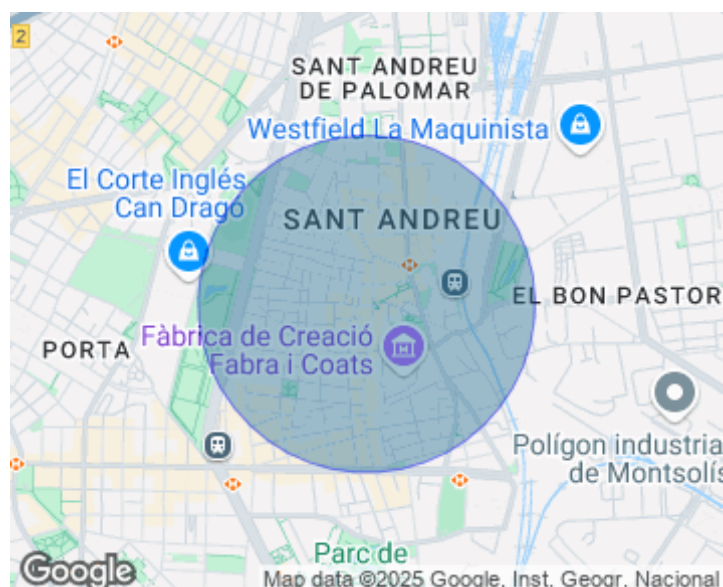 2
SANT ANDREU
DE PALOMAR
Westfield La Maquinista
El Corte Inglés
Can Dragó
SANT ANDREU
EL BON PASTOR
Fàbrica de Creació
Fabra i Coats
PORTA
Polígon industria
de Montsolís
Parc de
Google
Map data ©2025 Google, Inst. Geogr. Nacional